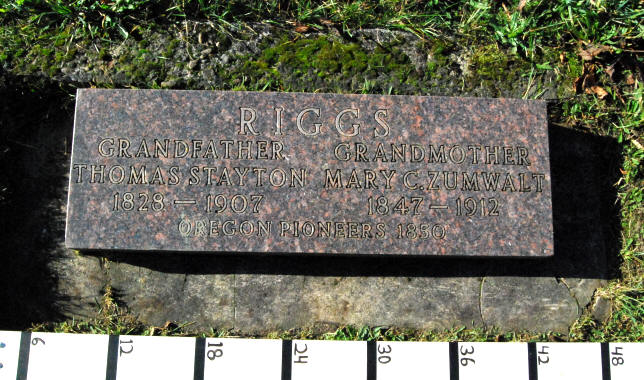 RIGGS
GRANDFATHER GRANDMOTHER
THOMAS STAYTON MARY C. ZUMWALT
1828 — 1907 1847 — 1912
OREGON PIONEERS, 1850
6 12 18 24 30 36 42 48